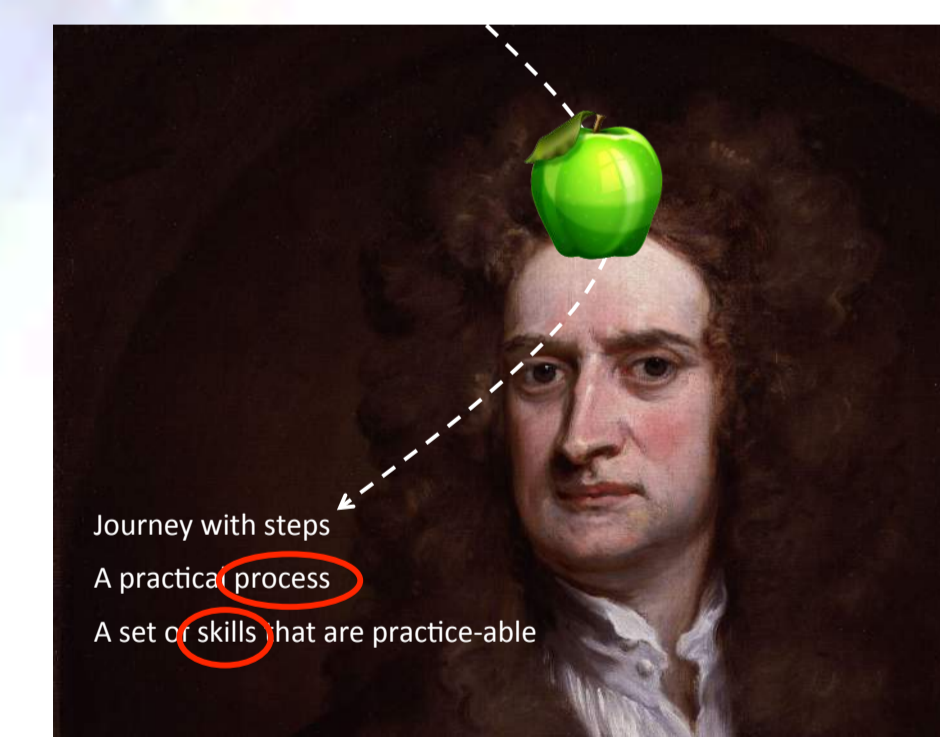 Journey with steps
A practical process
A set of skills that are practice-able